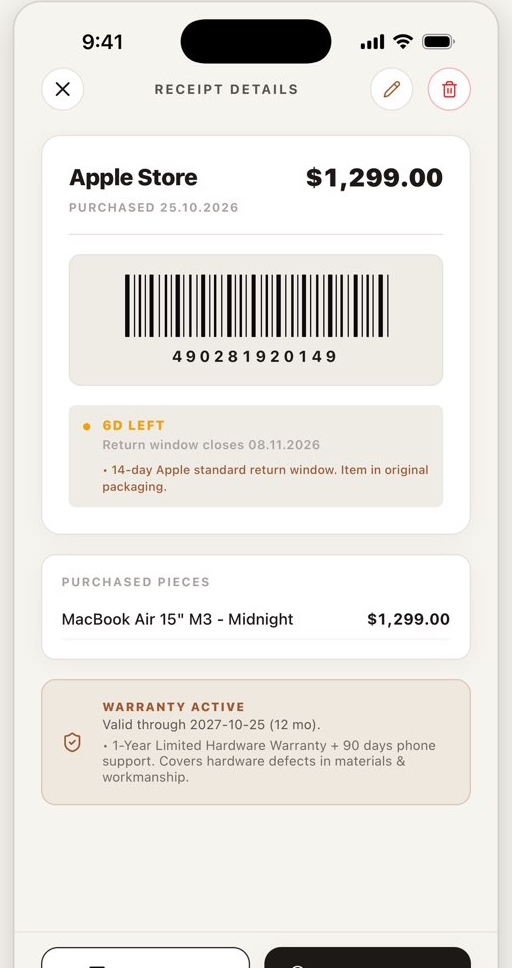 9:41
RECEIPT DETAILS
Apple Store
$1,299.00
PURCHASED 25.10.2026
490281920149
6D LEFT
Return window closes 08.11.2026
• 14-day Apple standard return window. Item in original
packaging.
PURCHASED PIECES
MacBook Air 15" M3 - Midnight
$1,299.00
WARRANTY ACTIVE
Valid through 2027-10-25 (12 mo).
• 1-Year Limited Hardware Warranty + 90 days phone
support. Covers hardware defects in materials &
workmanship.